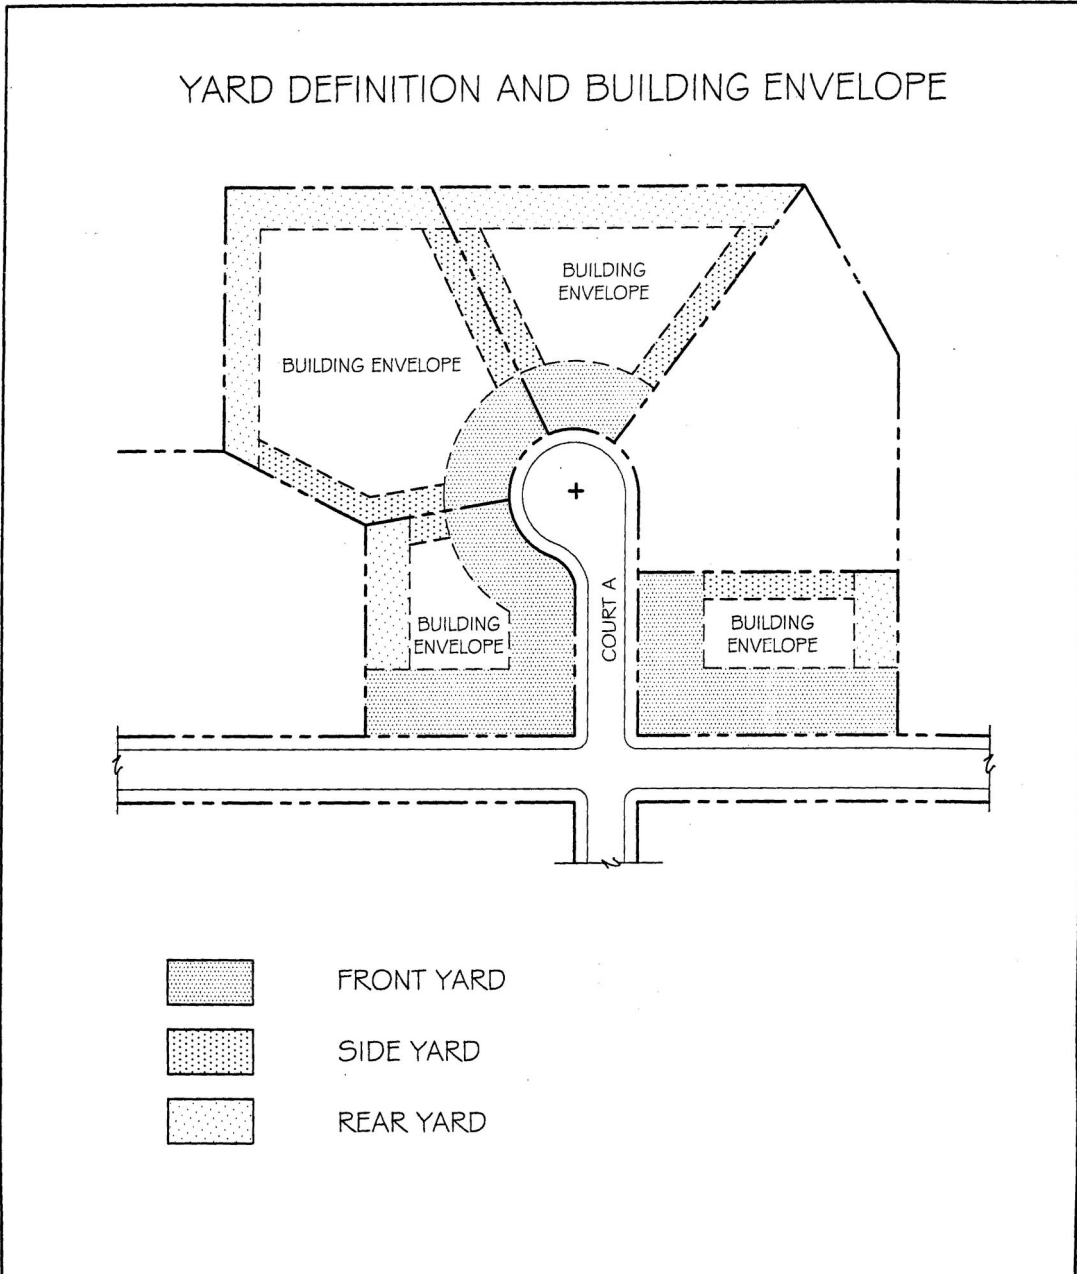 YARD DEFINITION AND BUILDING ENVELOPE
BUILDING
ENVELOPE
BUILDING ENVELOPE
COURT A
BUILDING
ENVELOPE
BUILDING
ENVELOPE
FRONT YARD
SIDE YARD
REAR YARD